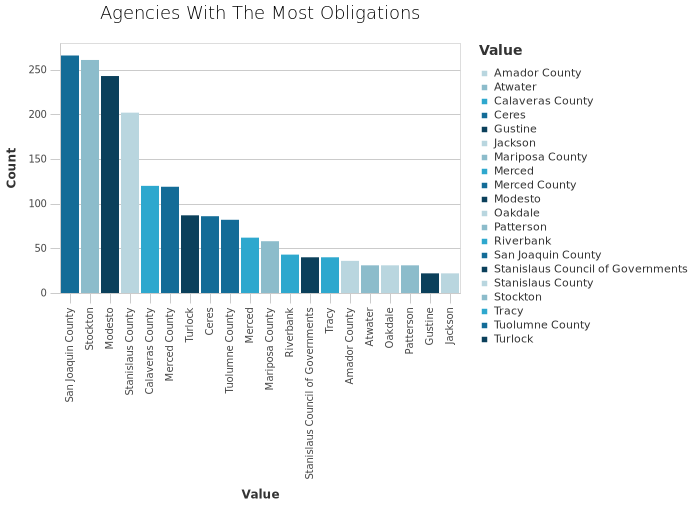 Agencies With The Most Obligations
Count
250
200
150
100
50
0
San Joaquin County
Stockton
Modesto
Stanislaus County
Calaveras County
Merced County
Turlock
Ceres
Tuolumne County
Merced
Mariposa County
Riverbank
Stanislaus Council of Governments
Tracy
Amador County
Atwater
Oakdale
Patterson
Gustine
Jackson
Value
Value
Amador County
Atwater
Calaveras County
Ceres
Gustine
Jackson
Mariposa County
Merced
Merced County
Modesto
Oakdale
Patterson
Riverbank
San Joaquin County
Stanislaus Council of Governments
Stanislaus County
Stockton
Tracy
Tuolumne County
Turlock